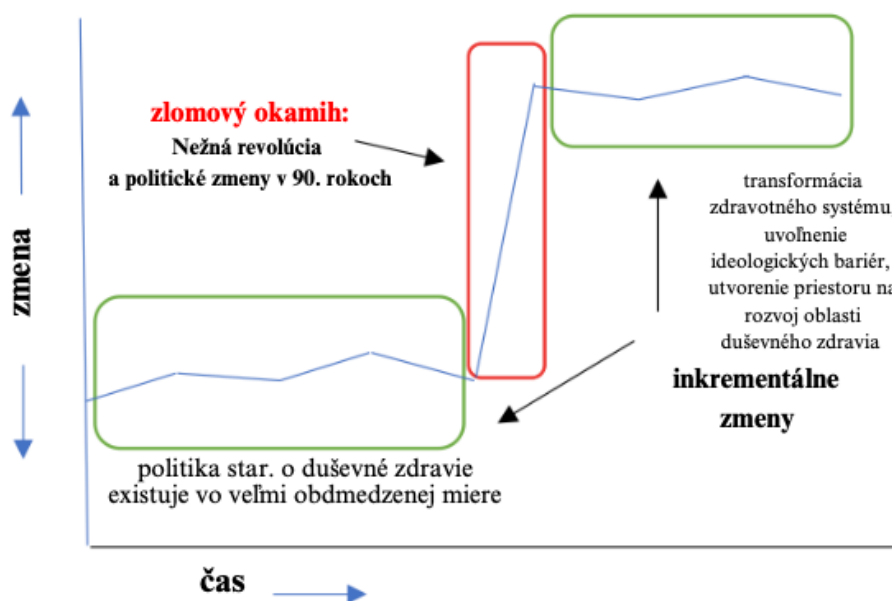 zlomový okamih:
Nežná revolúcia
a politické zmeny v 90. rokoch
transformácia
zdravotného systému
uvoľnenie
ideologických bariér,
utvorenie priestoru na
rozvoj oblasti
duševného zdravia
zmena
inkrementálne
zmeny
politika star. o duševné zdravie
existuje vo veľmi obdmedzenej miere
čas